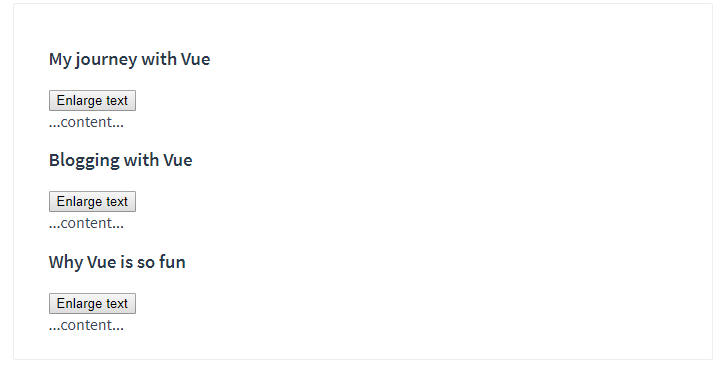 My journey with Vue
Enlarge text
...content...
Blogging with Vue
Enlarge text
...content...
Why Vue is so fun
Enlarge text
...content...